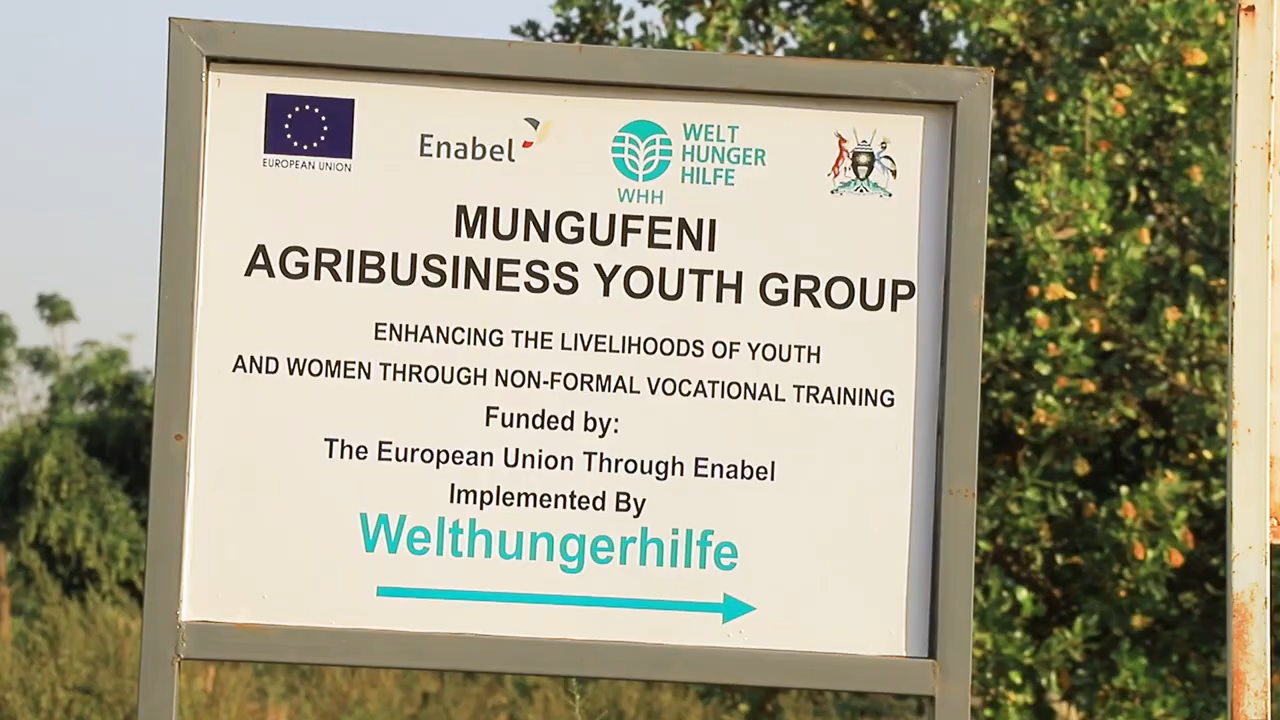 EUROPEAN UNION
Enabel
WELT
HUNGER
HILFE
WHH
MUNGUFENI
AGRIBUSINESS YOUTH GROUP
ENHANCING THE LIVELIHOODS OF YOUTH
AND WOMEN THROUGH NON-FORMAL VOCATIONAL TRAINING
Funded by:
The European Union Through Enabel
Implemented By
Welthungerhilfe